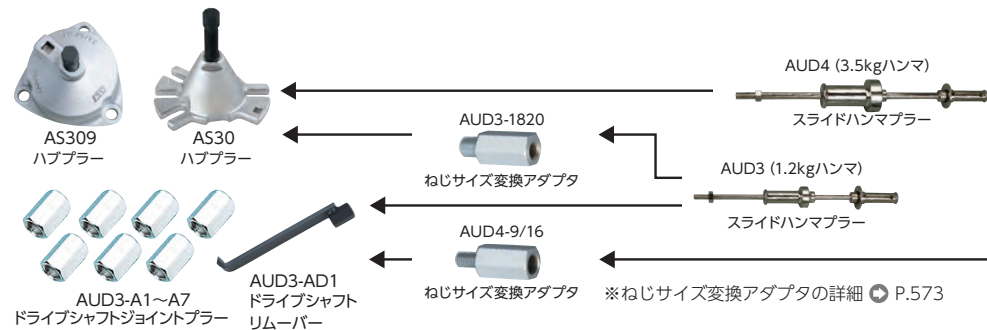 AUD4（3.5kgハンマ）
スライドハンマプラー
AS309
ハブプラー
AS30
ハブプラー
AUD3-1820
ねじサイズ変換アダプタ
AUD3（1.2kgハンマ）
スライドハンマプラー
AUD3-A1～A7
ドライブシャフトジョイントプラー
AUD3-AD1
ドライブシャフト
リムーバー
AUD4-9/16
ねじサイズ変換アダプタ
※ねじサイズ変換アダプタの詳細 P.573